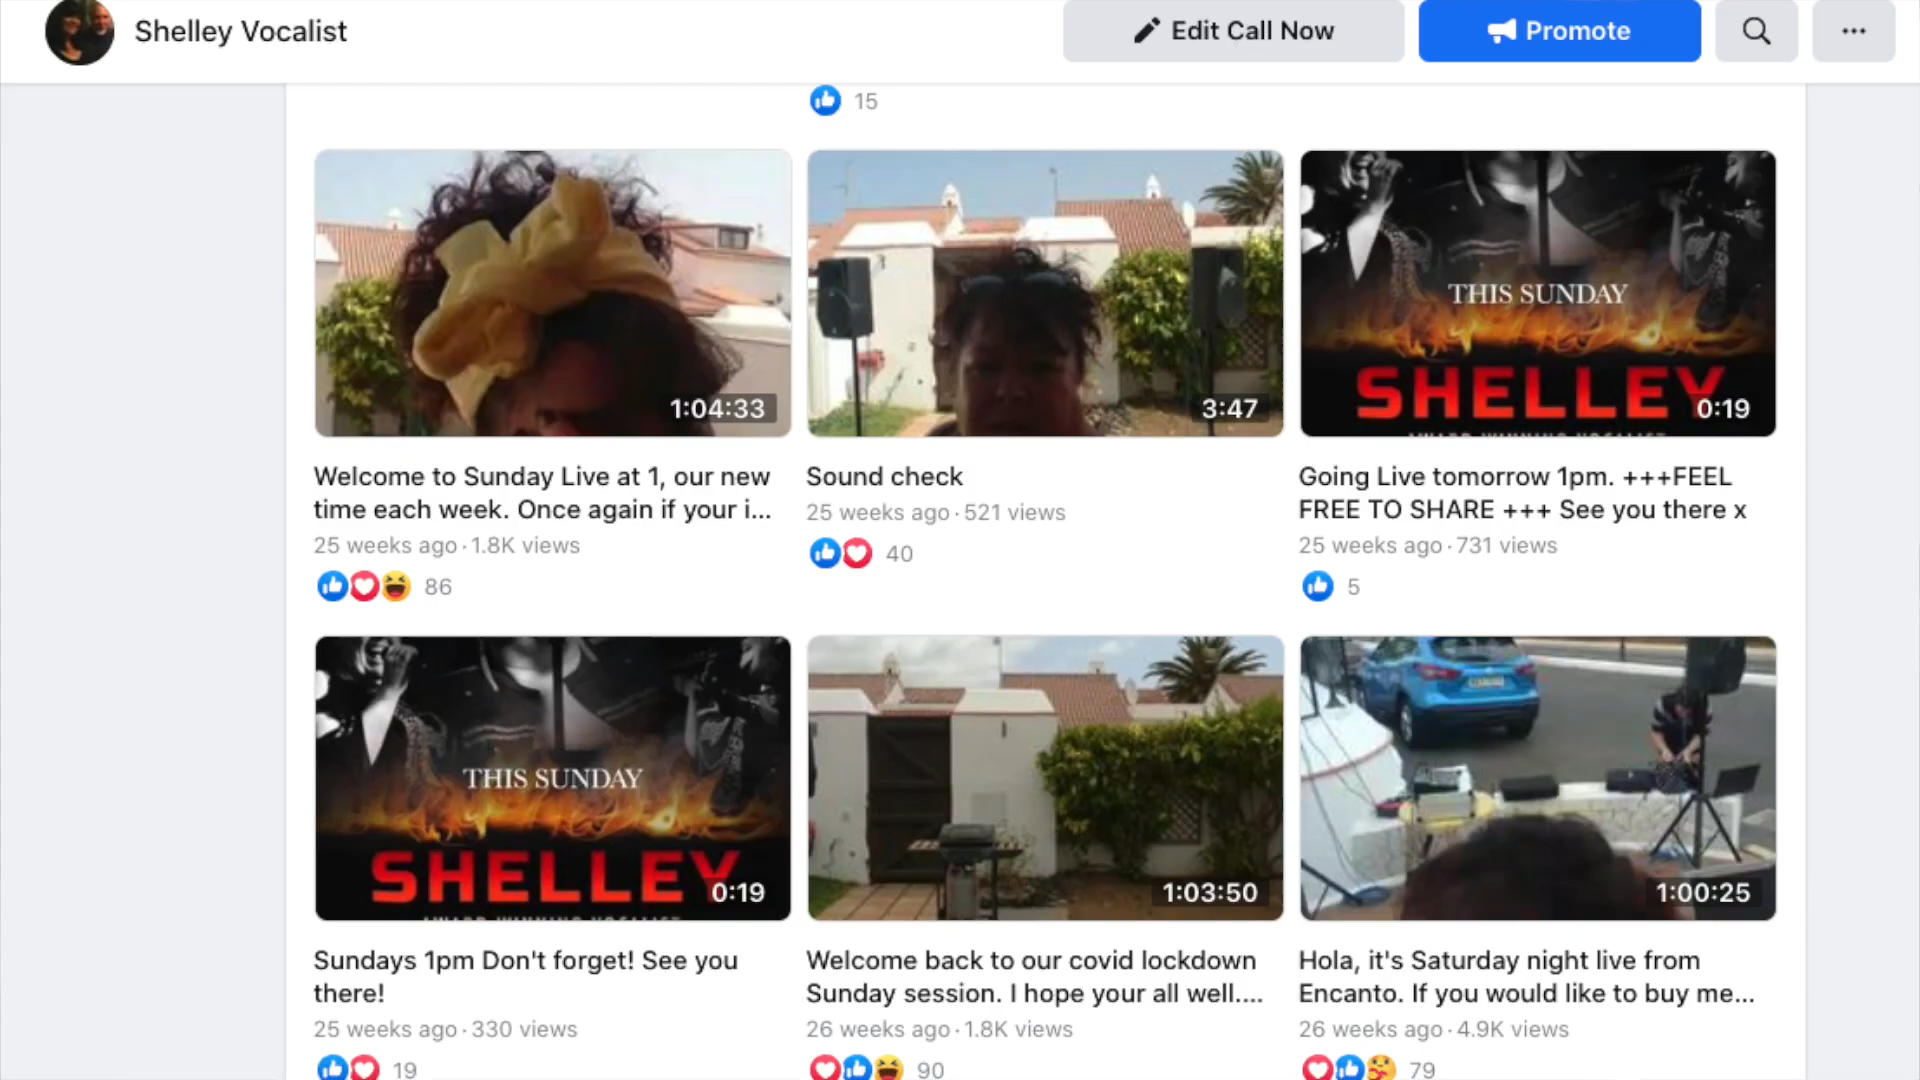 Shelley Vocalist
Edit Call Now
Promote
15
THIS SUNDAY
SHELLEY
1:04:33
3:47
0:19
Welcome to Sunday Live at 1, our new
time each week. Once again if your i...
25 weeks ago · 1.8K views
86
Sound check
25 weeks ago · 521 views
40
Going Live tomorrow 1pm. +++FEEL
FREE TO SHARE +++ See you there x
25 weeks ago · 731 views
5
THIS SUNDAY
SHELLEY
0:19
1:03:50
1:00:25
Sundays 1pm Don't forget! See you
there!
25 weeks ago · 330 views
19
Welcome back to our covid lockdown
Sunday session. I hope your all well....
26 weeks ago · 1.8K views
90
Hola, it's Saturday night live from
Encanto. If you would like to buy me...
26 weeks ago · 4.9K views
79